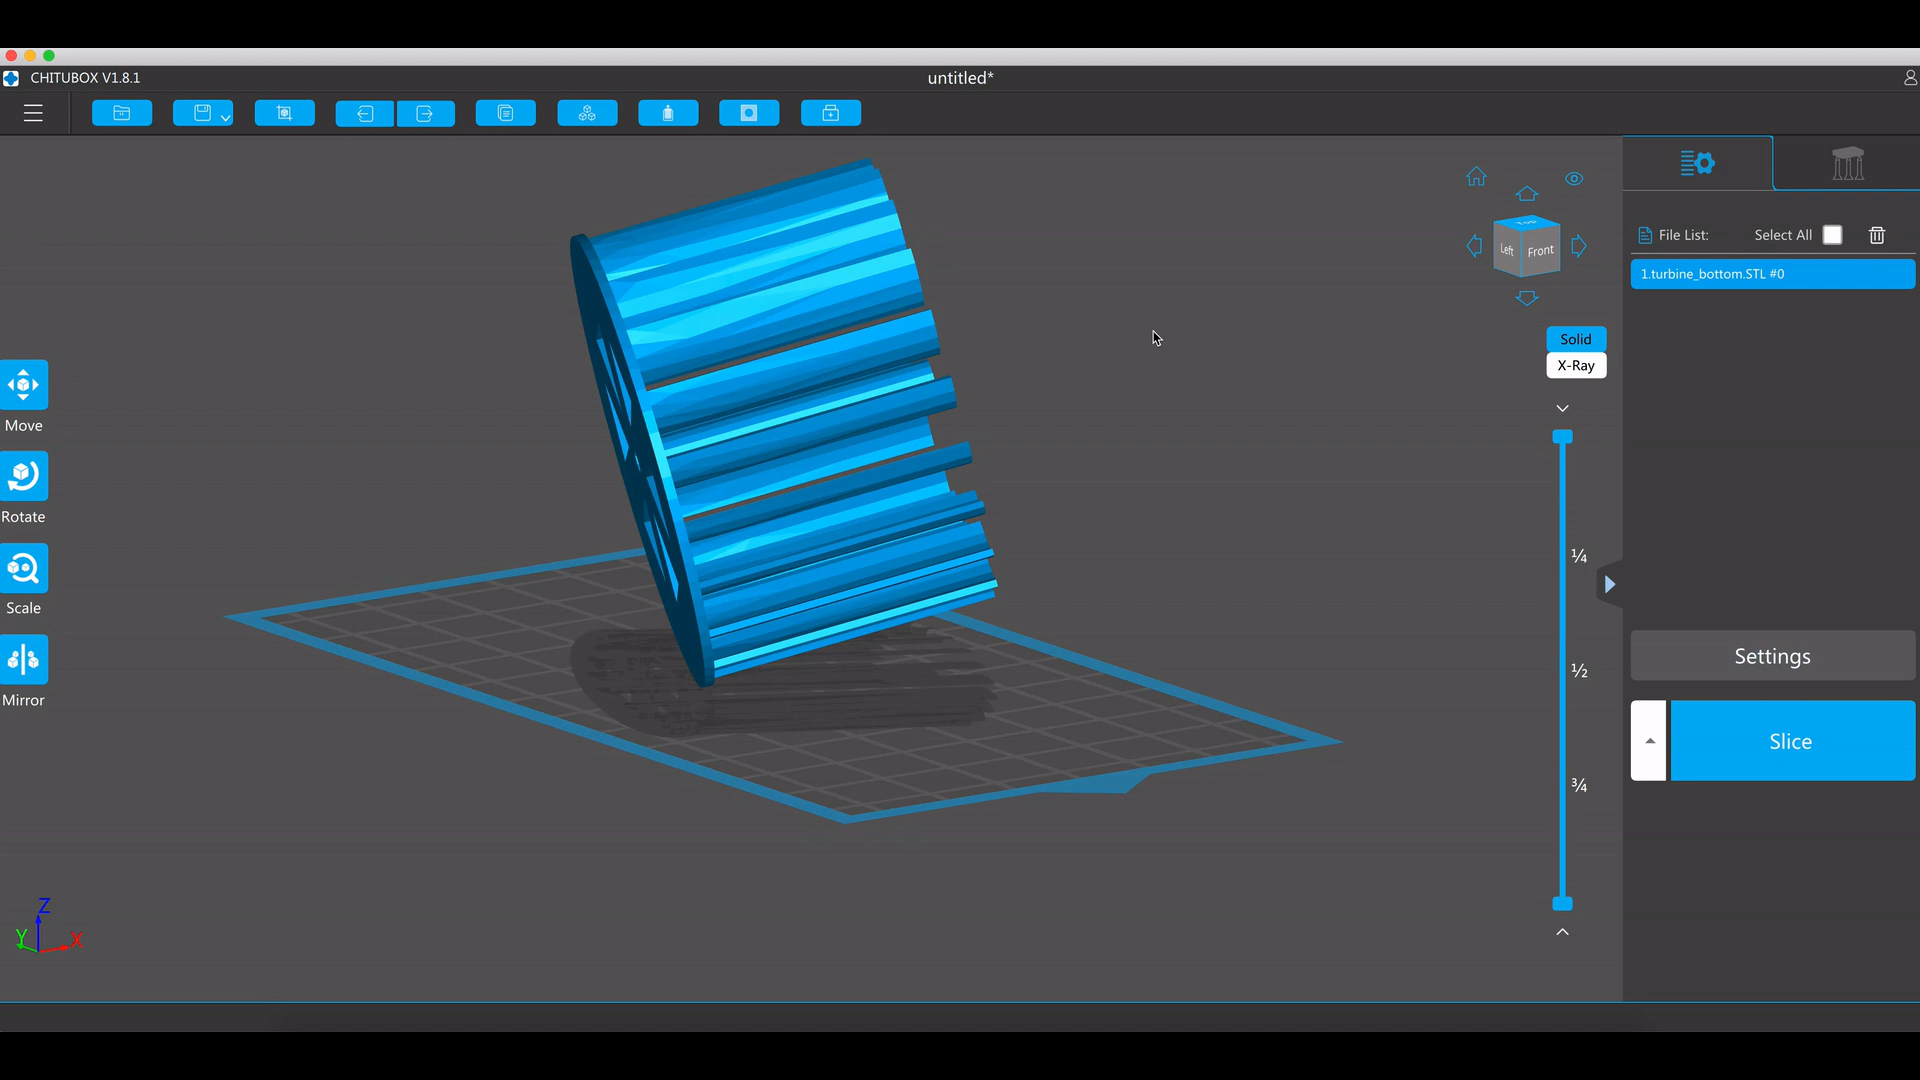 CHITUBOX V1.8.1
untitled*
Top
Left
Front
File List:
Select All
1.turbine_bottom.STL #0
Solid
X-Ray
Move
Rotate
Scale
Mirror
¼
½
¾
Settings
Slice
Z
Y
X